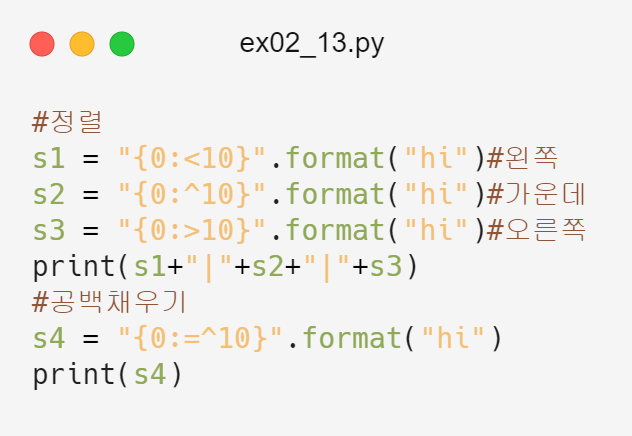 ex02_13.py
#정렬
s1 = "{0:<10}".format("hi")#왼쪽
s2 = "{0:^10}".format("hi")#가운데
s3 = "{0:>10}".format("hi")#오른쪽
print(s1+"|"+s2+"|"+s3)
#공백채우기
s4 = "{0:=^10}".format("hi")
print(s4)